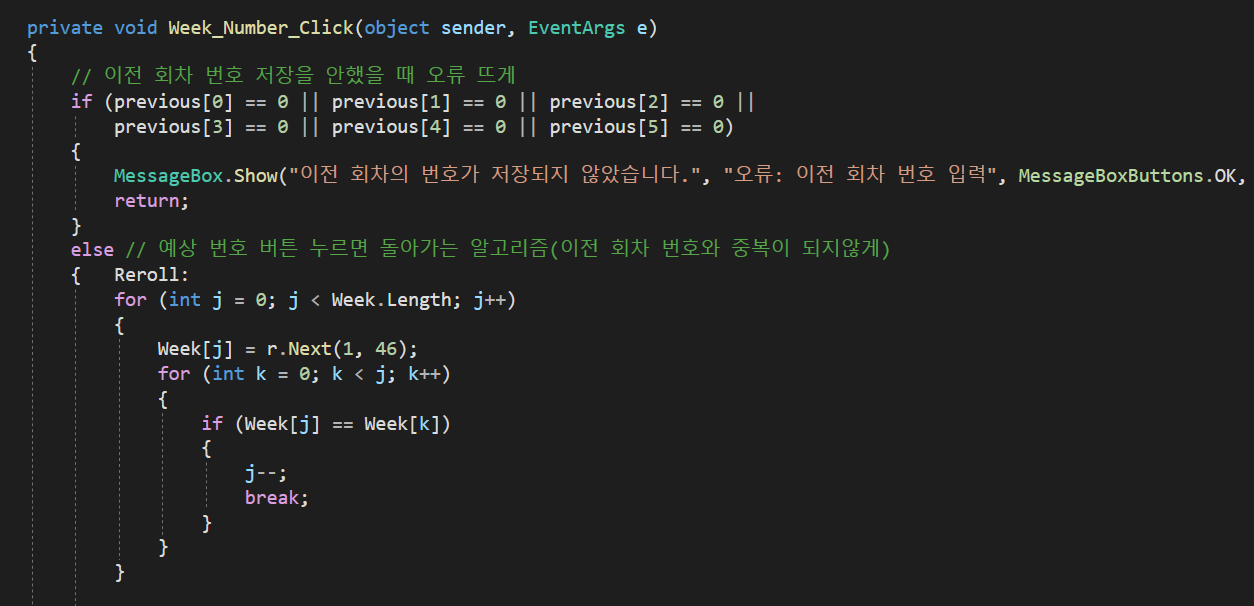 private void Week_Number_Click(object sender, EventArgs e)
{
// 이전 회차 번호 저장을 안했을 때 오류 뜨게
if (previous[0] == 0 || previous[1] == 0 || previous[2] == 0 ||
previous[3] == 0 || previous[4] == 0 || previous[5] == 0)
{
MessageBox.Show("이전 회차의 번호가 저장되지 않았습니다.", "오류: 이전 회차 번호 입력", MessageBoxButtons.OK,
return;
}
else // 예상 번호 버튼 누르면 돌아가는 알고리즘(이전 회차 번호와 중복이 되지않게)
{ Reroll:
for (int j = 0; j < Week.Length; j++)
{
Week[j] = r.Next(1, 46);
for (int k = 0; k < j; k++)
{
if (Week[j] == Week[k])
{
j--;
break;
}
}
}